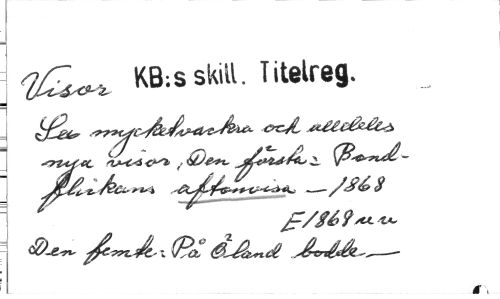 Visor KB:s skill. Titelreg.
Sex mycket vackra och alldeles
nya visor, Den första: Bond-
flickans aftonvisa — 1868
E 1868 u u
Den femte: På Öland bodde —